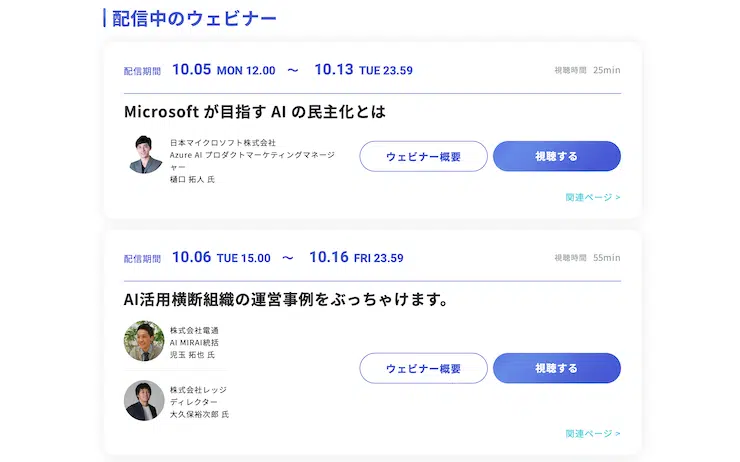 配信中のウェビナー
配信期間 10.05 MON 12.00 〜 10.13 TUE 23.59 視聴時間 25min
Microsoft が目指す AI の民主化とは
日本マイクロソフト株式会社
Azure AI プロダクトマーケティングマネージ
ャー
樋口 拓人 氏
ウェビナー概要 視聴する
関連ページ >
配信期間 10.06 TUE 15.00 〜 10.16 FRI 23.59 視聴時間 55min
AI活用横断組織の運営事例をぶっちゃけます。
株式会社電通
AI MIRAI統括
児玉 拓也 氏
ウェビナー概要 視聴する
株式会社レッジ
ディレクター
大久保裕次郎 氏
関連ページ >